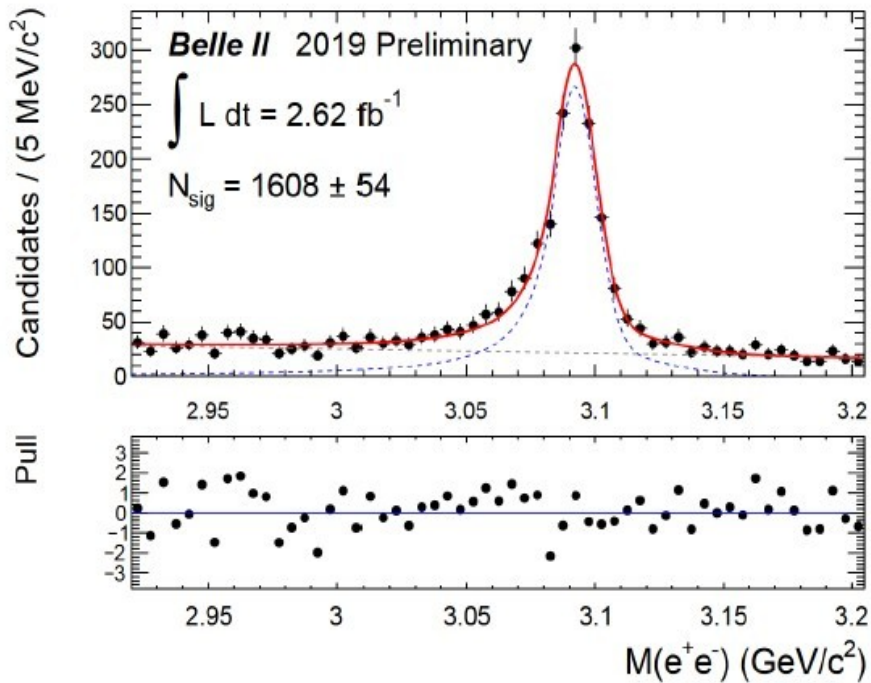 Candidates / (5 MeV/c²)
300
250
200
150
100
50
0
Belle II 2019 Preliminary
∫ L dt = 2.62 fb⁻¹
N_sig = 1608 ± 54
2.95 3 3.05 3.1 3.15 3.2
Pull
3
2
1
0
−1
−2
−3
2.95 3 3.05 3.1 3.15 3.2
M(e⁺e⁻) (GeV/c²)